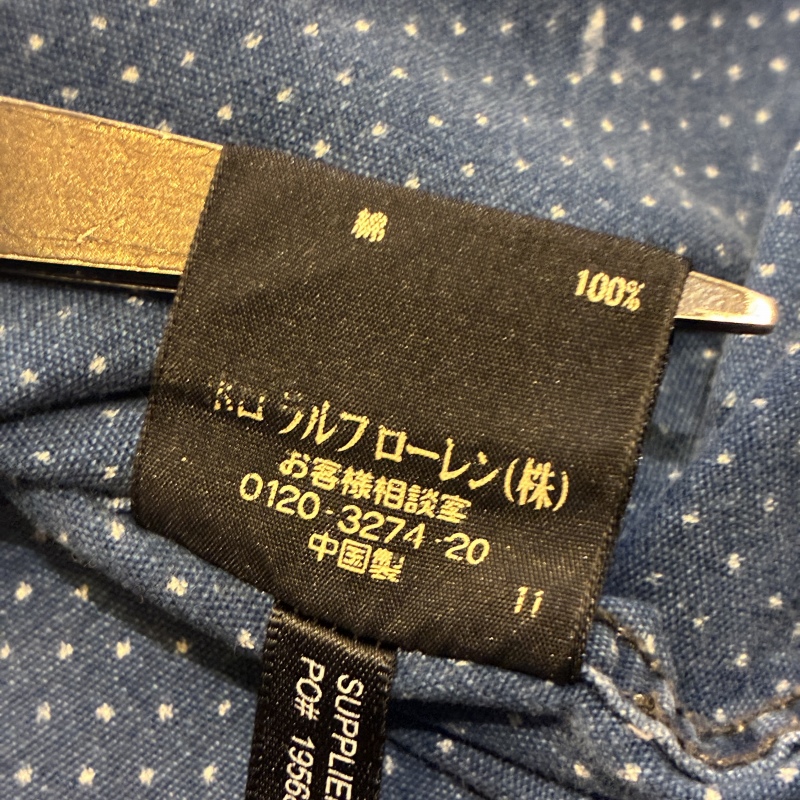 綿
100%
ラルフ ローレン(株)
お客様相談室
0120-3274-20
中国製
11
SUPPLIER
PO# 1956